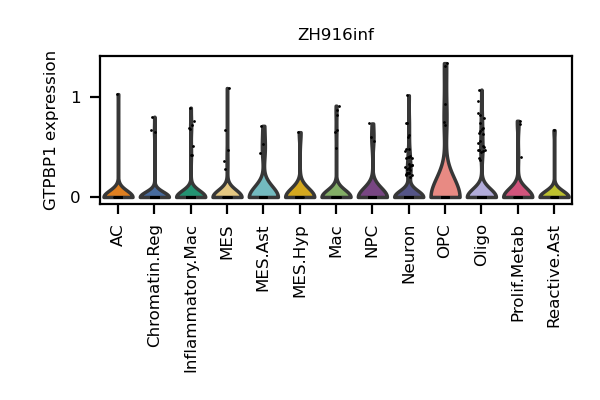 ZH916inf
GTPBP1 expression
1
0
AC
Chromatin.Reg
Inflammatory.Mac
MES
MES.Ast
MES.Hyp
Mac
NPC
Neuron
OPC
Oligo
Prolif.Metab
Reactive.Ast